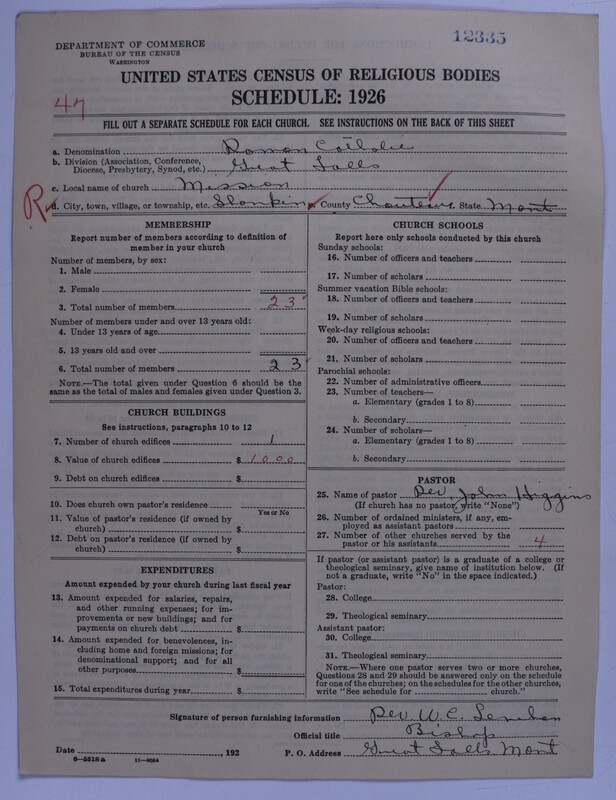 12335
DEPARTMENT OF COMMERCE
BUREAU OF THE CENSUS
WASHINGTON
UNITED STATES CENSUS OF RELIGIOUS BODIES
SCHEDULE: 1926
47
FILL OUT A SEPARATE SCHEDULE FOR EACH CHURCH. SEE INSTRUCTIONS ON THE BACK OF THIS SHEET
a. Denomination Roman Catholic
b. Division (Association, Conference, Diocese, Presbytery, Synod, etc.) Great Falls
c. Local name of church Mission
R
d. City, town, village, or township, etc. County Chouteau State Mont
MEMBERSHIP
Report number of members according to definition of
member in your church
Number of members, by sex:
1. Male
2. Female
3. Total number of members 23
Number of members under and over 13 years old:
4. Under 13 years of age
5. 13 years old and over
6. Total number of members 23
NOTE.—The total given under Question 6 should be
same as the total of males and females given under Question 3.
CHURCH BUILDINGS
See instructions, paragraphs 10 to 12
7. Number of church edifices 1
8. Value of church edifices $ 1000
9. Debt on church edifices $
10. Does church own pastor's residence
Yes or No
11. Value of pastor's residence (if owned by
church) $
12. Debt on pastor's residence (if owned by
church) $
EXPENDITURES
Amount expended by your church during last fiscal year
13. Amount expended for salaries, repairs,
and other running expenses; for im-
provements or new buildings; and for
payments on church debt $
14. Amount expended for benevolences, in-
cluding home and foreign missions; for
denominational support; and for all
other purposes $
15. Total expenditures during year $
CHURCH SCHOOLS
Report here only schools conducted by this church
Sunday schools:
16. Number of officers and teachers
17. Number of scholars
Summer vacation Bible schools:
18. Number of officers and teachers
19. Number of scholars
Week-day religious schools:
20. Number of officers and teachers
21. Number of scholars
Parochial schools:
22. Number of administrative officers
23. Number of teachers—
a. Elementary (grades 1 to 8)
b. Secondary
24. Number of scholars—
a. Elementary (grades 1 to 8)
b. Secondary
PASTOR
25. Name of pastor Rev. John Higgins
(If church has no pastor, write "None")
26. Number of ordained ministers, if any, em-
ployed as assistant pastors
27. Number of other churches served by the
pastor or his assistants 4
If pastor (or assistant pastor) is a graduate of a college or
theological seminary, give name of institution below. (If
not a graduate, write "No" in the space indicated.)
Pastor:
28. College
29. Theological seminary
Assistant pastor:
30. College
31. Theological seminary
NOTE.—Where one pastor serves two or more churches,
Questions 28 and 29 should be answered only on the schedule
for one of the churches; on the schedules for the other churches,
write "See schedule for church."
Signature of person furnishing information Rev. W. C.
Official title Bishop
Date , 192 P. O. Address Great Falls Mont
8—5518a 11—4084